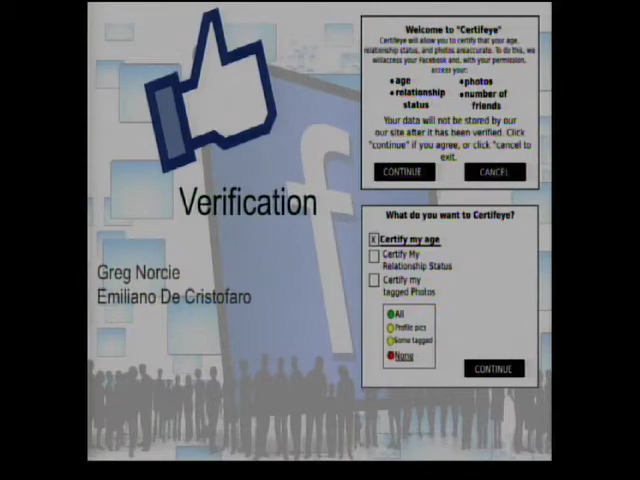 Verification
Greg Norcie
Emiliano De Cristofaro
Welcome to "Certifeye"
Certifeye will allow you to certify that your age,
relationship status, and photos areaccurate. To do this, we
willaccess your Facebook and, with your permission,
access your:
•age
•relationship
status
•photos
•number of
friends
Your data will not be stored by our
our site after it has been verified. Click
"continue" if you agree, or click "cancel to
exit.
CONTINUE
CANCEL
What do you want to Certifeye?
X Certify my age
Certify My
Relationship Status
Certify my
tagged Photos
All
Profile pics
Some tagged
None
CONTINUE